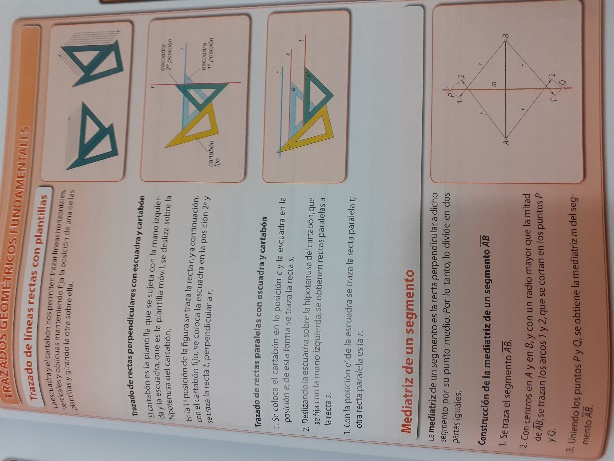 TRAZADOS GEOMÉTRICOS FUNDAMENTALES
Trazado de líneas rectas con plantillas
La escuadra y el cartabón nos permiten trazar líneas horizontales,
verticales y oblicuas manteniendo fija la posición de una de las
plantillas y girando la otra sobre ella.
Trazado de rectas perpendiculares con escuadra y cartabón
El cartabón es la plantilla que se sujeta con la mano izquier-
da y la escuadra, que es la plantilla móvil, se desliza sobre la
hipotenusa del cartabón.
En la 1ª posición de la figura se traza la recta r, y a continuación,
con el cartabón fijo, se coloca la escuadra en la posición 2ª y
se traza la recta t, perpendicular a r.
escuadra
2ª posición
escuadra
1ª posición
cartabón
fijo
Trazado de rectas paralelas con escuadra y cartabón
1. Se coloca el cartabón en la posición c y la escuadra en la
posición e; de esta forma se traza la recta s.
2. Deslizando la escuadra sobre la hipotenusa del cartabón, que
se fija con la mano izquierda, se obtienen rectas paralelas a
la recta s.
3. Con la posición e' de la escuadra se traza la recta paralela t;
otra recta paralela es la r.
Mediatriz de un segmento
La mediatriz de un segmento es la recta perpendicular a dicho
segmento por su punto medio. Por lo tanto, lo divide en dos
partes iguales.
Construcción de la mediatriz de un segmento AB
1. Se traza el segmento AB.
2. Con centros en A y en B, y con un radio mayor que la mitad
de AB, se trazan los arcos 1 y 2, que se cortan en los puntos P
y Q.
3. Uniendo los puntos P y Q, se obtiene la mediatriz m del seg-
mento AB.
P
1
2
m
A
B
r
Q